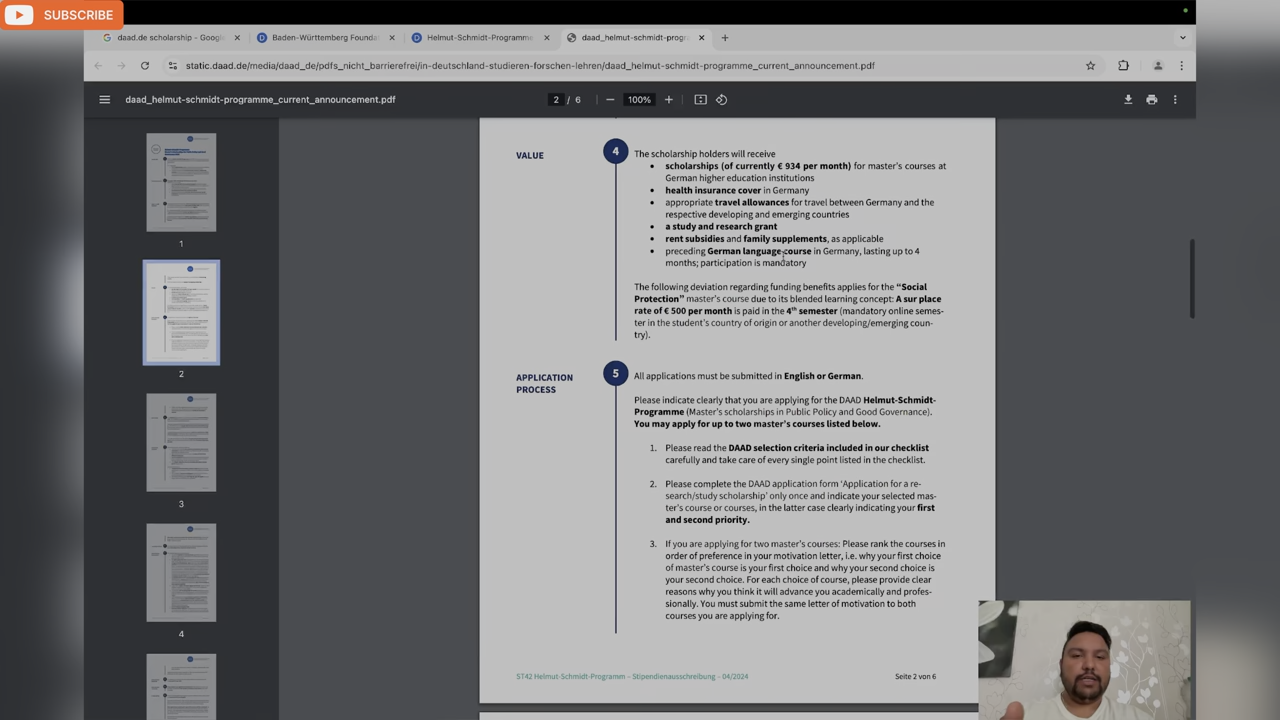 SUBSCRIBE
daad.de scholarship – Google
Baden-Württemberg Founda
Helmut-Schmidt-Programme
daad_helmut-schmidt-progr
static.daad.de/media/daad_de/pdfs_nicht_barrierefrei/in-deutschland-studieren-forschen-lehren/daad_helmut-schmidt-programme_current_announcement.pdf
daad_helmut-schmidt-programme_current_announcement.pdf
2 / 6
100%
1
2
3
4
VALUE
4
The scholarship holders will receive
• scholarships (of currently € 934 per month) for master's courses at
German higher education institutions
• health insurance cover in Germany
• appropriate travel allowances for travel between Germany and the
respective developing and emerging countries
• a study and research grant
• rent subsidies and family supplements, as applicable
• preceding German language course in Germany, lasting up to 4
months; participation is mandatory
The following deviation regarding funding benefits applies for the “Social
Protection” master's course due to its blended learning concept: A sur place
rate of € 500 per month is paid in the 4th semester (mandatory online semes-
ter in the student's country of origin or another developing/emerging coun-
try).
APPLICATION
PROCESS
5
All applications must be submitted in English or German.
Please indicate clearly that you are applying for the DAAD Helmut-Schmidt-
Programme (Master's scholarships in Public Policy and Good Governance).
You may apply for up to two master's courses listed below.
1. Please read the DAAD selection criteria included in our checklist
carefully and take care of every single point listed in the checklist.
2. Please complete the DAAD application form ‘Application for a re-
search/study scholarship’ only once and indicate your selected mas-
ter's course or courses, in the latter case clearly indicating your first
and second priority.
3. If you are applying for two master's courses: Please rank the courses in
order of preference in your motivation letter, i.e. why your first choice
of master's course is your first choice and why your second choice is
your second choice. For each choice of course, please provide clear
reasons why you think it will advance you academically and profes-
sionally. You must submit the same letter of motivation to both
courses you are applying for.
ST42 Helmut-Schmidt-Programm – Stipendienausschreibung – 04/2024
Seite 2 von 6